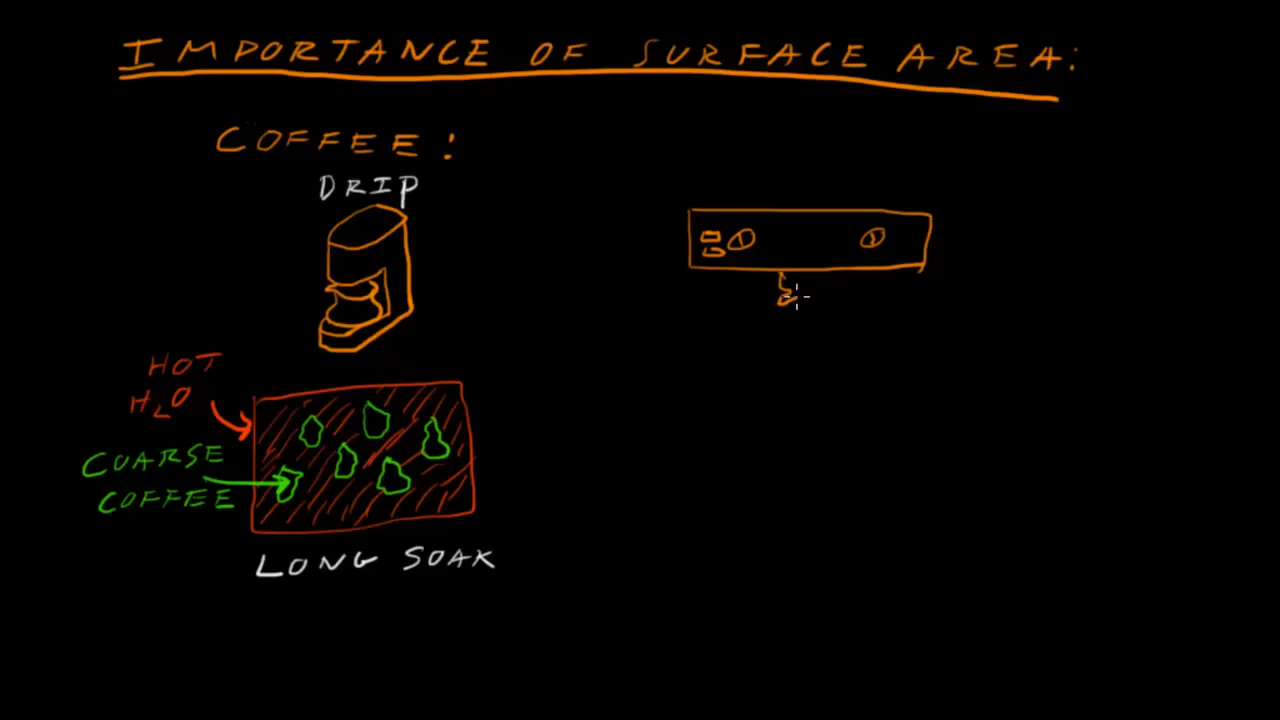 IMPORTANCE OF SURFACE AREA:
COFFEE!
DRIP
HOT
H2O
COARSE
COFFEE
LONG SOAK